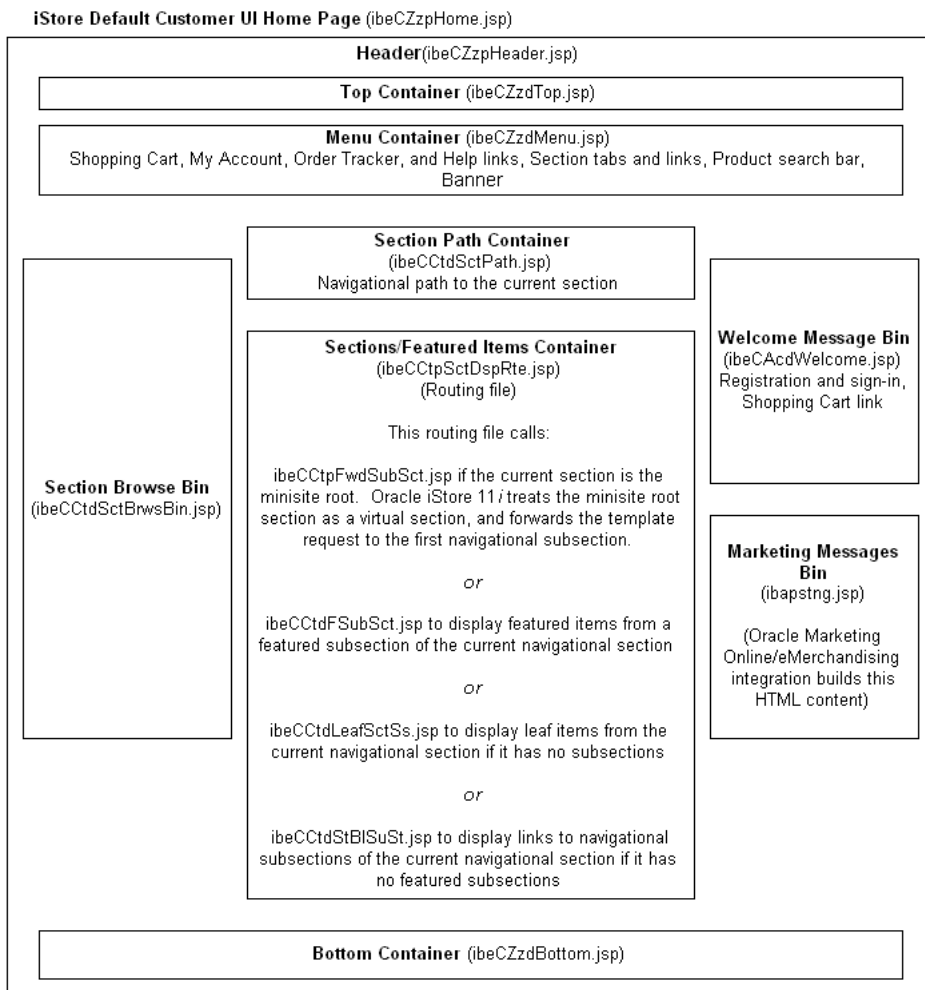 iStore Default Customer UI Home Page (ibeCZzpHome.jsp)
Header(ibeCZzpHeader.jsp)
Top Container (ibeCZzdTop.jsp)
Menu Container (ibeCZzdMenu.jsp)
Shopping Cart, My Account, Order Tracker, and Help links, Section tabs and links, Product search bar,
Banner
Section Path Container
(ibeCCtdSctPath.jsp)
Navigational path to the current section
Section Browse Bin
(ibeCCtdSctBrwsBin.jsp)
Sections/Featured Items Container
(ibeCCtpSctDspRte.jsp)
(Routing file)
This routing file calls:
ibeCCtpFwdSubSct.jsp if the current section is the
minisite root. Oracle iStore 11i treats the minisite root
section as a virtual section, and forwards the template
request to the first navigational subsection.
or
ibeCCtdFSubSct.jsp to display featured items from a
featured subsection of the current navigational section
or
ibeCCtdLeafSctSs.jsp to display leaf items from the
current navigational section if it has no subsections
or
ibeCCtdStBlSuSt.jsp to display links to navigational
subsections of the current navigational section if it has
no featured subsections
Welcome Message Bin
(ibeCAcdWelcome.jsp)
Registration and sign-in,
Shopping Cart link
Marketing Messages
Bin
(ibapstng.jsp)
(Oracle Marketing
Online/eMerchandising
integration builds this
HTML content)
Bottom Container (ibeCZzdBottom.jsp)